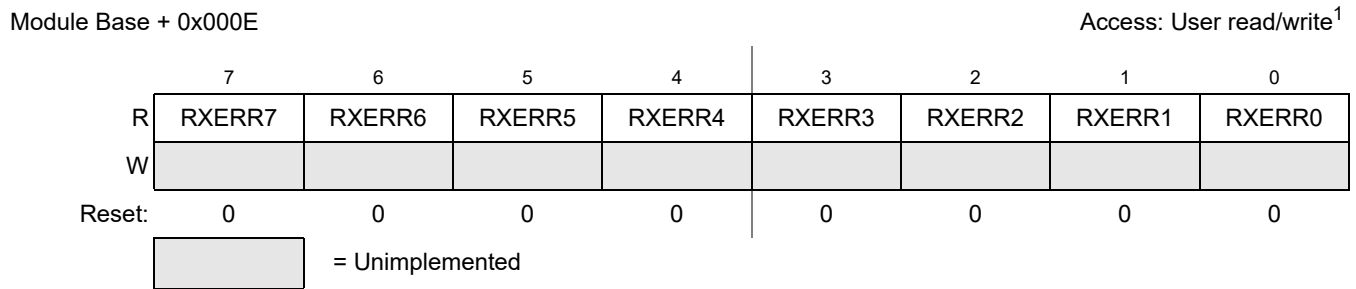 Module Base + 0x000E Access: User read/write1
7 6 5 4 3 2 1 0
R RXERR7 RXERR6 RXERR5 RXERR4 RXERR3 RXERR2 RXERR1 RXERR0
W
Reset: 0 0 0 0 0 0 0 0
= Unimplemented